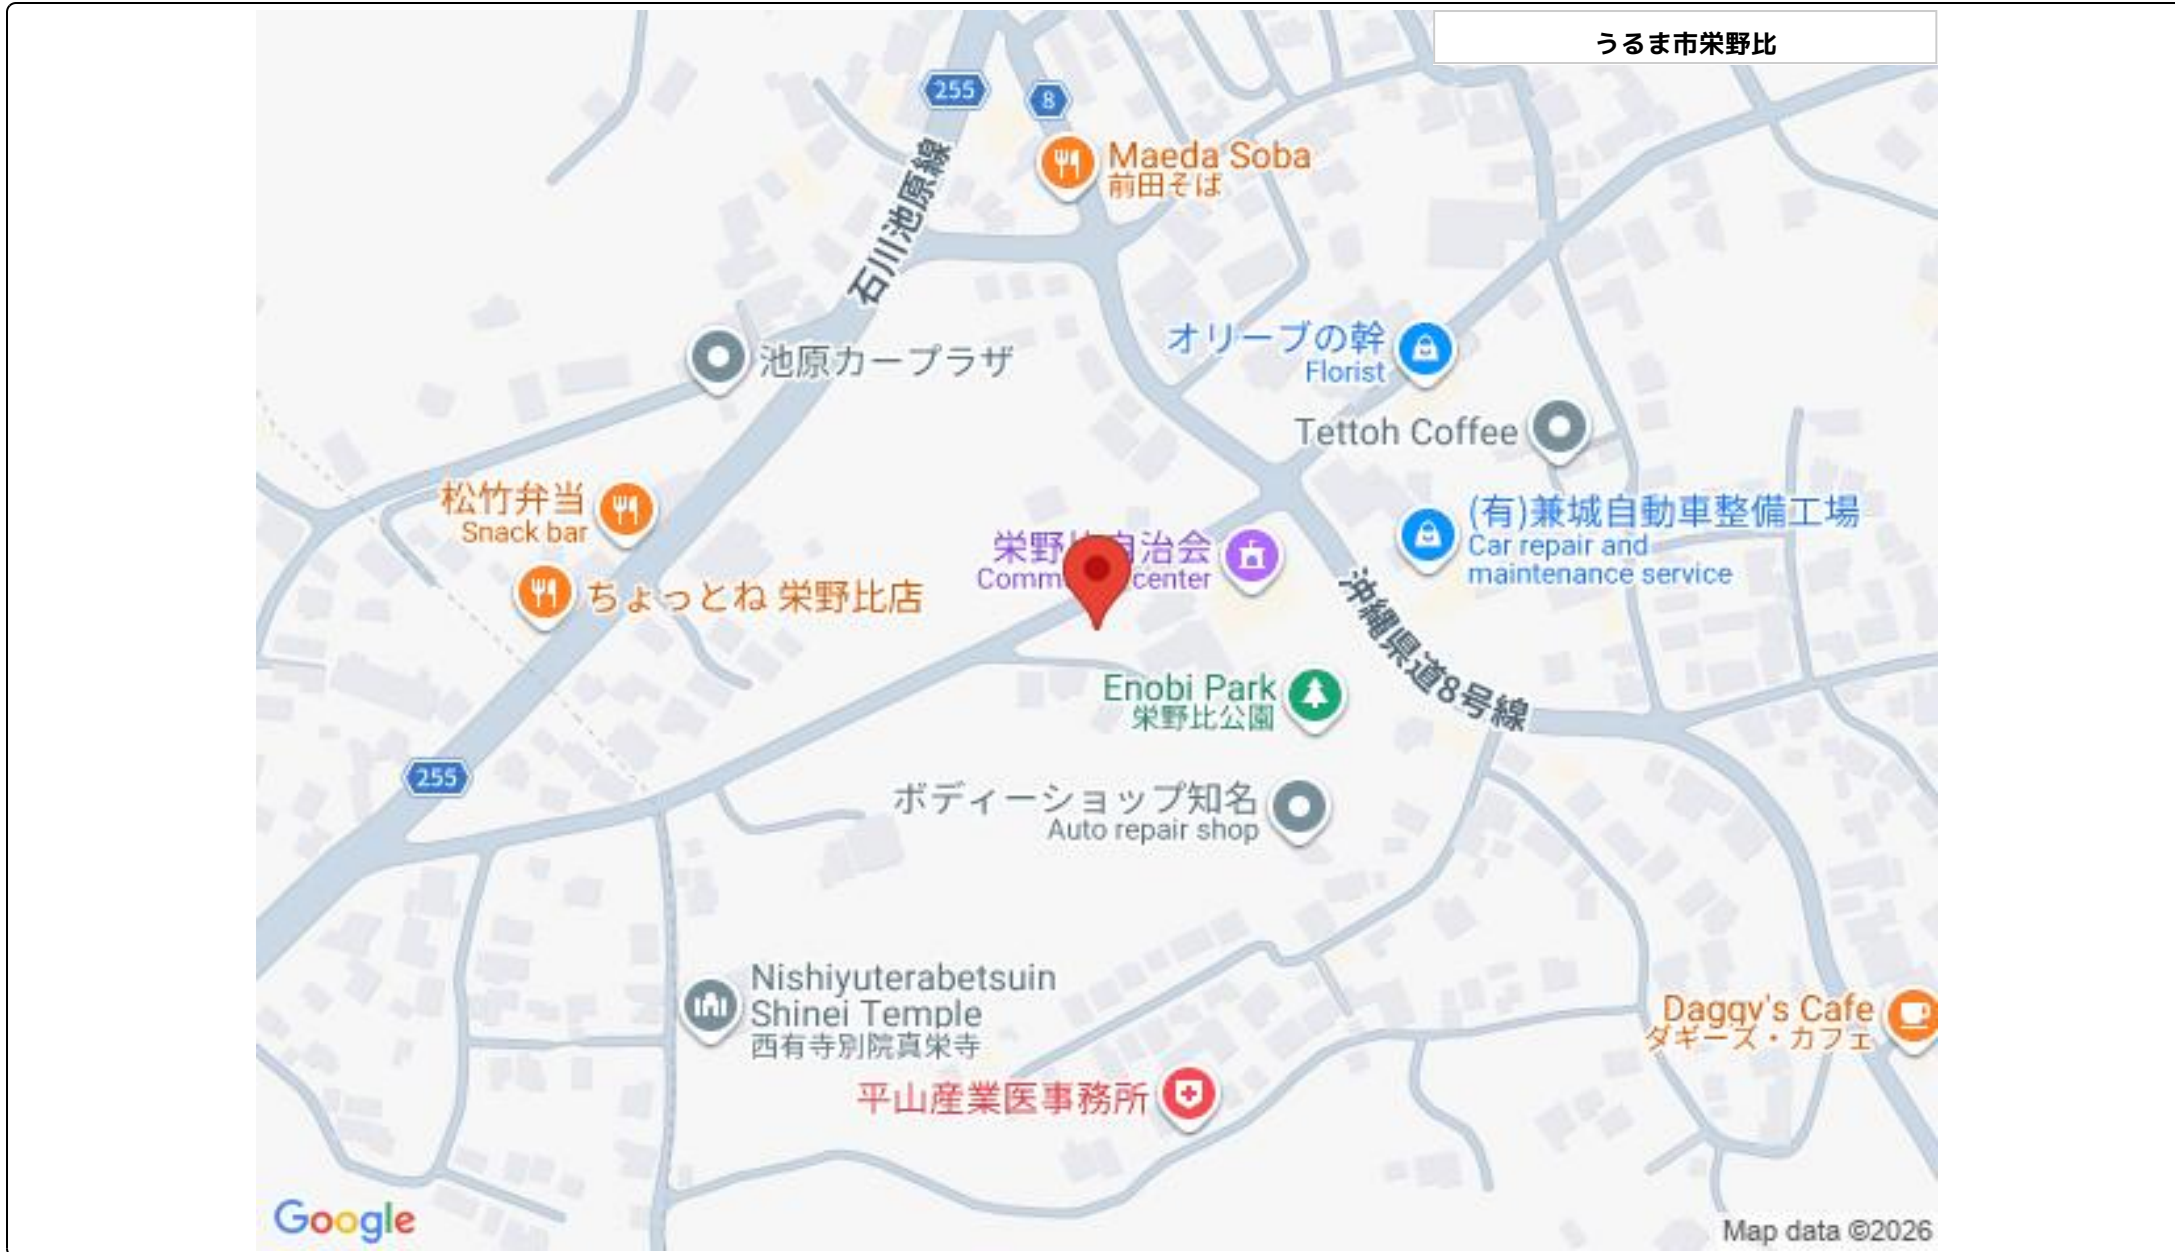 うるま市栄野比
255
8
Maeda Soba
前田そば
石川池原線
オリーブの幹
Florist
池原カープラザ
Tettoh Coffee
松竹弁当
Snack bar
(有)兼城自動車整備工場
Car repair and
maintenance service
栄野 自治会
Comm center
ちょっとね 栄野比店
沖縄県道8号線
Enobi Park
栄野比公園
255
ボディーショップ知名
Auto repair shop
Nishiyuterabetsuin
Shinei Temple
西有寺別院真栄寺
Daggy's Cafe
ダギーズ・カフェ
平山産業医事務所
Google
Map data ©2026